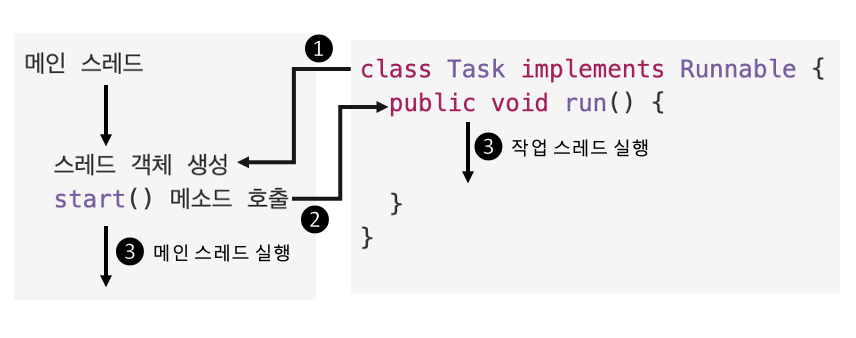 메인 스레드
스레드 객체 생성
start() 메소드 호출
3 메인 스레드 실행
1
2
class Task implements Runnable {
public void run() {
3 작업 스레드 실행
}
}